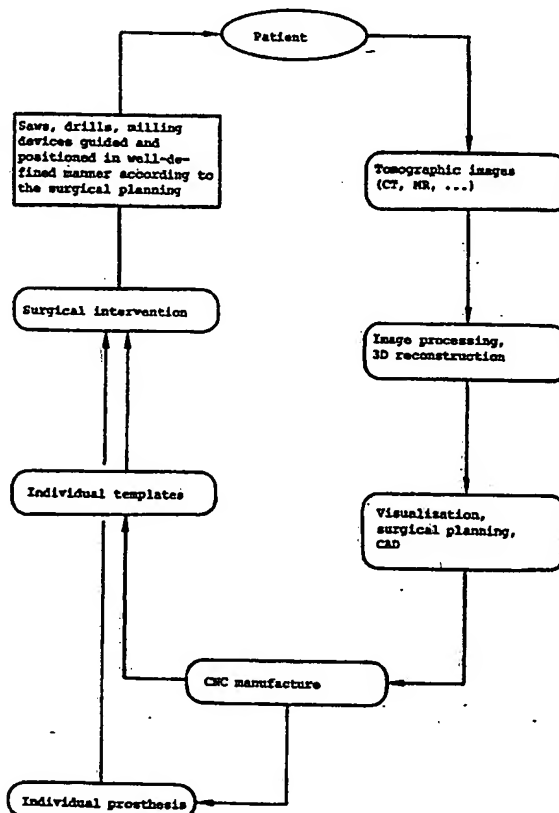 Patient
Saws, drills, milling
devices guided and
positioned in well-de-
fined manner according to
the surgical planning
Tomographic images
(CT, MR, ...)
Surgical intervention
Image processing,
3D reconstruction
Individual templates
Visualization,
surgical planning,
CAD
CNC manufacture
Individual prosthesis